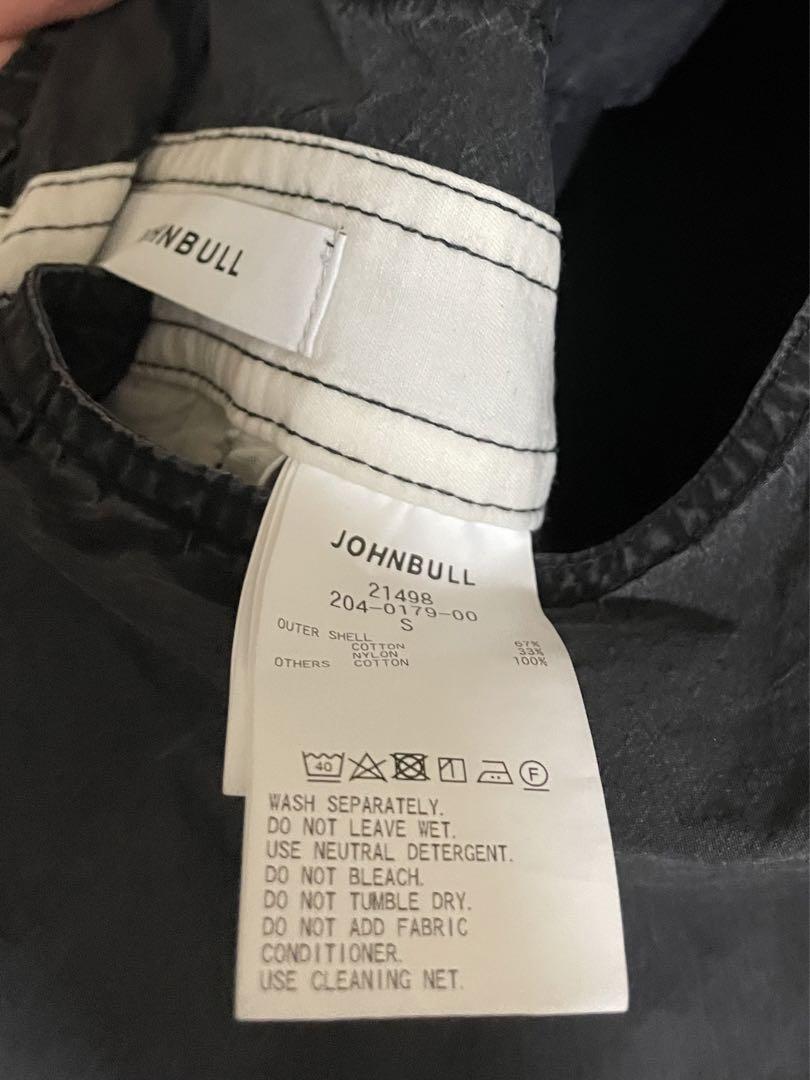 HNBULL
JOHNBULL
21498
204-0179-00
S
OUTER SHELL
COTTON 67%
NYLON 33%
OTHERS COTTON 100%
40 F
WASH SEPARATELY.
DO NOT LEAVE WET.
USE NEUTRAL DETERGENT.
DO NOT BLEACH.
DO NOT TUMBLE DRY.
DO NOT ADD FABRIC
CONDITIONER.
USE CLEANING NET.